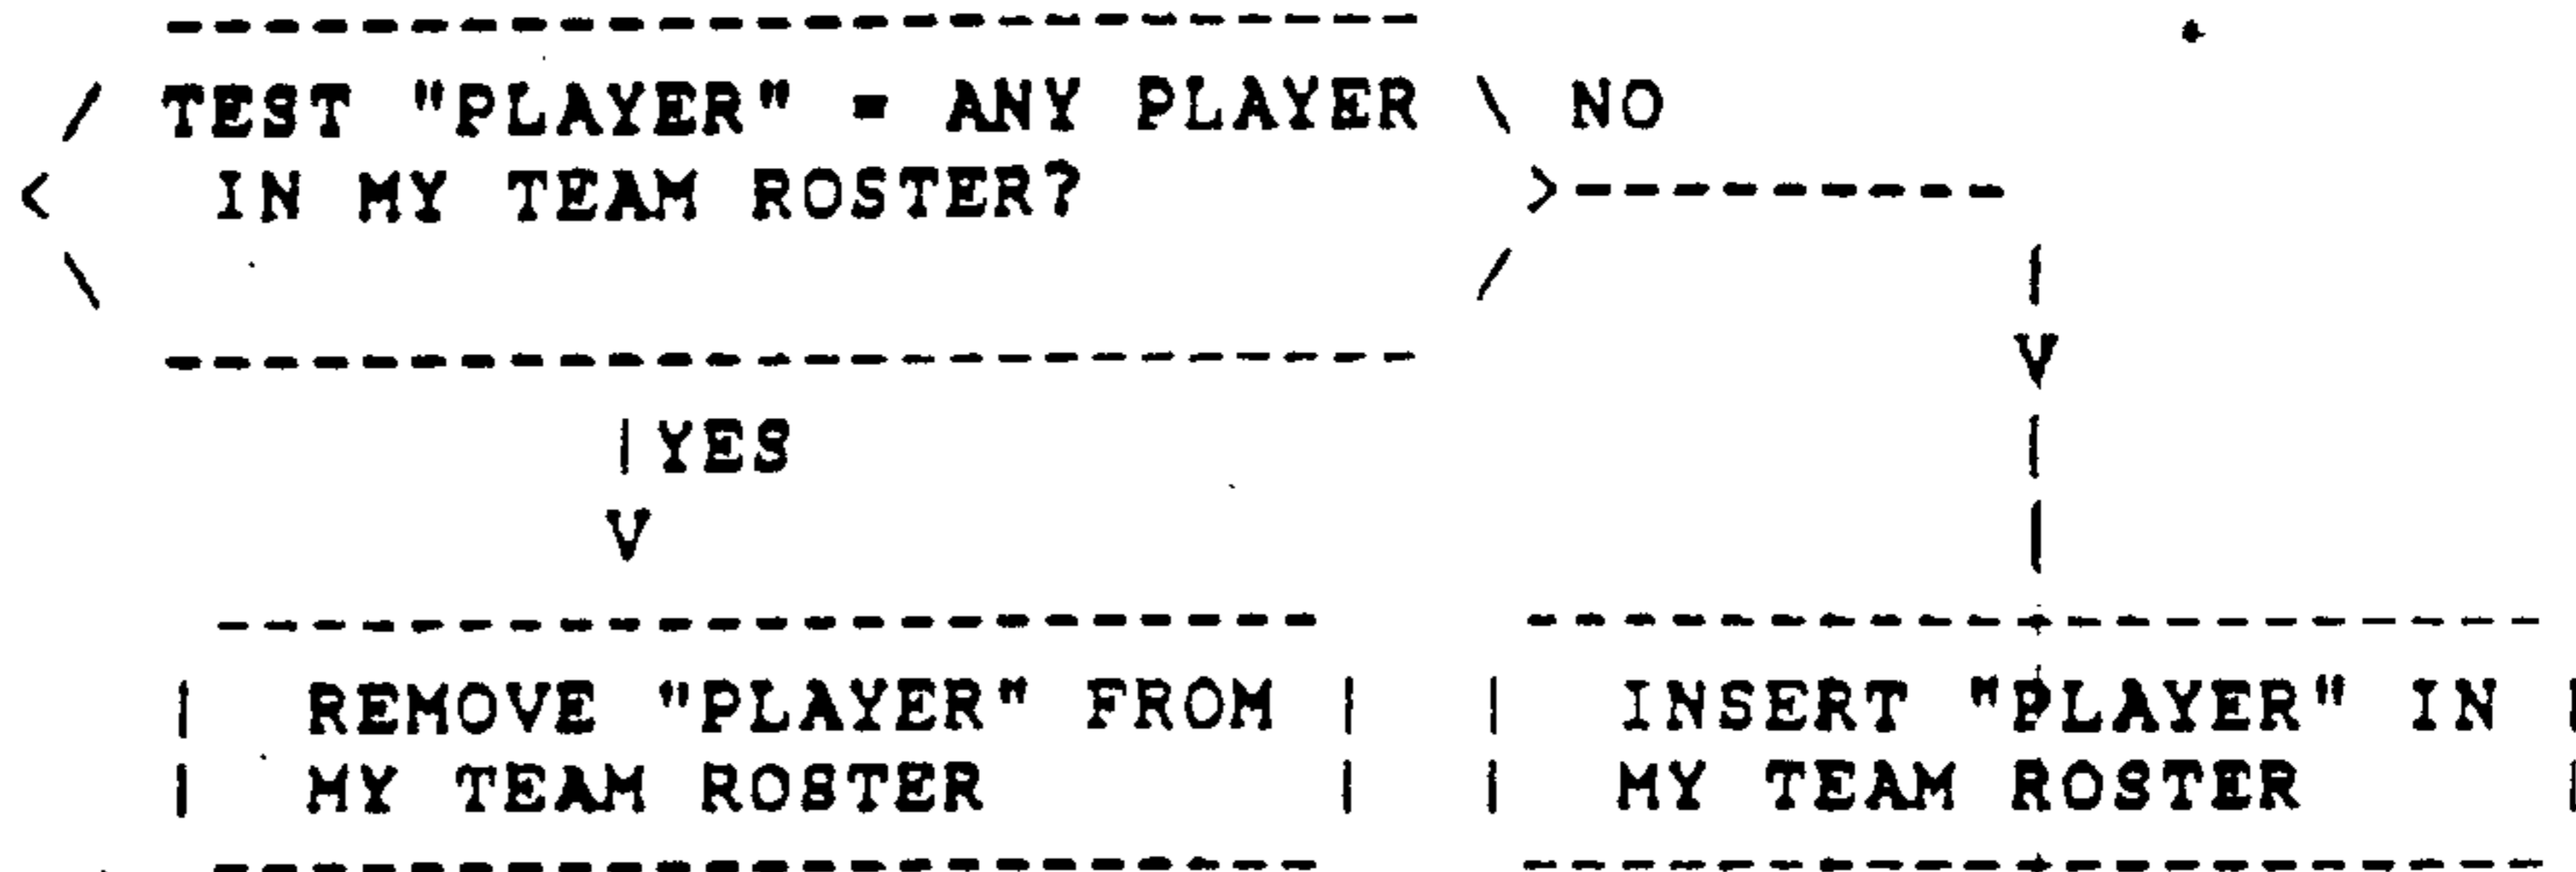 TEST "PLAYER" = ANY PLAYER
NO
IN MY TEAM ROSTER?
YES
REMOVE "PLAYER" FROM
MY TEAM ROSTER
INSERT "PLAYER" IN
MY TEAM ROSTER